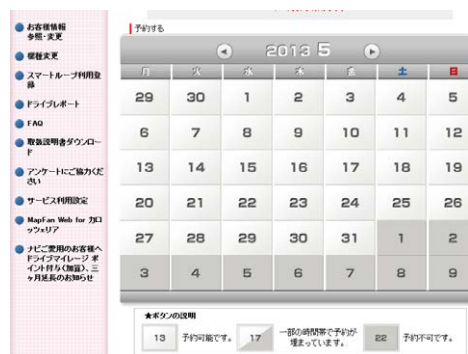 お客様情報
参照・変更
機種変更
スマートループ利用登
録
ドライブレポート
FAQ
取扱説明書ダウンロー
ド
アンケートにご協力くだ
さい
サービス利用設定
MapFan Web for カロ
ッツェリア
ナビご愛用のお客様へ
ドライブマイレージ ポ
イント付与(加算)、三
ヶ月延長のお知らせ
予約する
2013 5
月 火 水 木 金 土 日
29 30 1 2 3 4 5
6 7 8 9 10 11 12
13 14 15 16 17 18 19
20 21 22 23 24 25 26
27 28 29 30 31 1 2
3 4 5 6 7 8 9
★ボタンの説明
13 予約可能です。 17 一部の時間帯で予約が
埋まっています。 22 予約不可です。